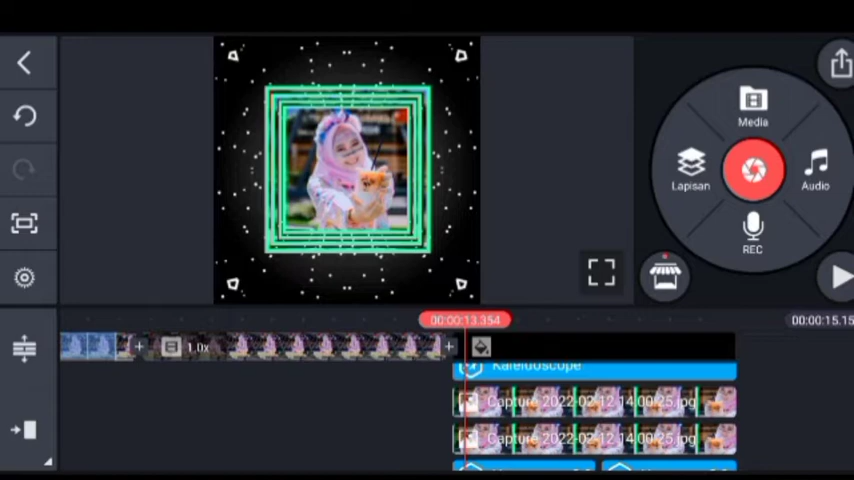 Media
Lapisan
Audio
REC
00:00:13.354
00:00:15.15
1.0x
Kaleidoscope
Capture 2022-02-12 14 00 25.jpg
Capture 2022-02-12 14 00 25.jpg